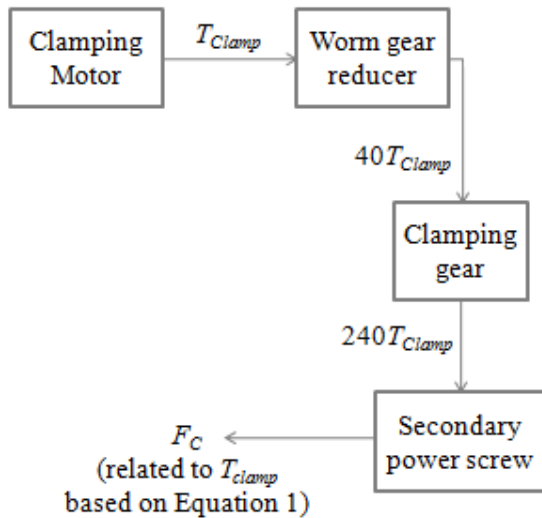 Clamping
Motor
T_Clamp
Worm gear
reducer
40T_Clamp
Clamping
gear
240T_Clamp
Secondary
power screw
F_C
(related to T_clamp
based on Equation 1)